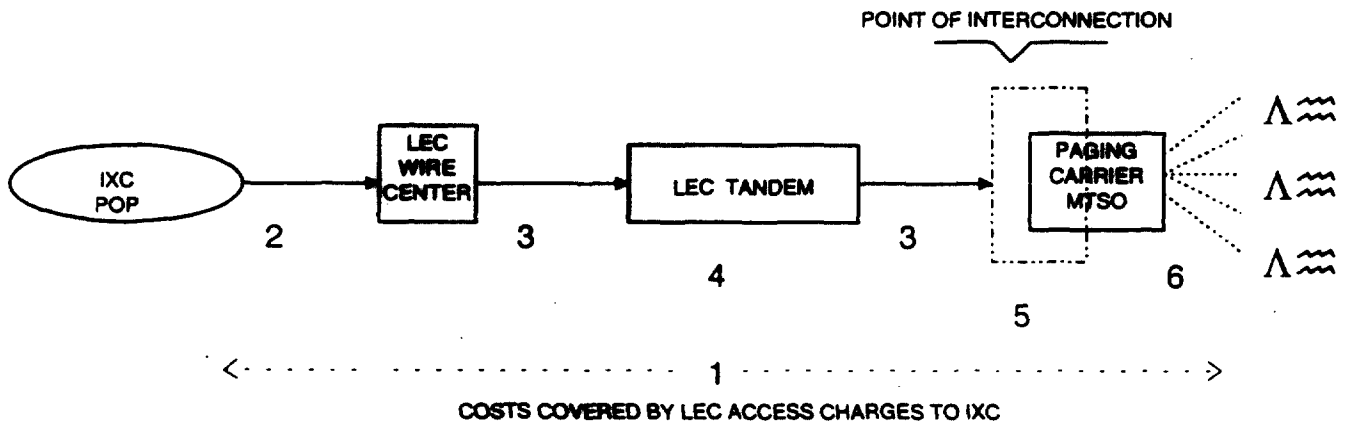 POINT OF INTERCONNECTION
IXC
POP
LEC
WIRE
CENTER
LEC TANDEM
PAGING
CARRIER
MTSO
2
3
4
3
5
6
1
COSTS COVERED BY LEC ACCESS CHARGES TO IXC